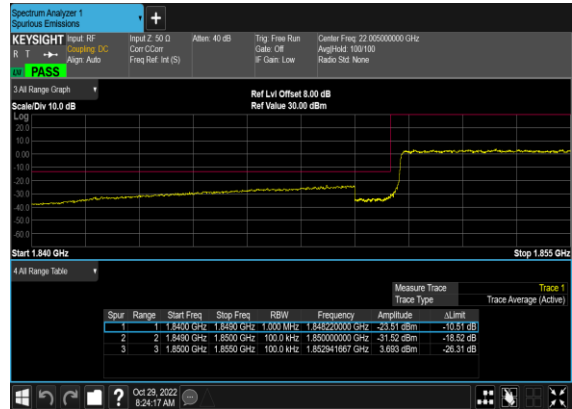 Spectrum Analyzer 1
Spurious Emissions
+
KEYSIGHT Input: RF Input Z: 50 Ω Atten: 40 dB Trig: Free Run Center Freq: 22.005000000 GHz
R T Coupling: DC Corr CCorr Gate: Off Avg|Hold: 100/100
Align: Auto Freq Ref: Int (S) IF Gain: Low Radio Std: None
PASS
3 All Range Graph
Ref Lvl Offset 8.00 dB
Scale/Div 10.0 dB Ref Value 30.00 dBm
Log
20.0
10.0
0.00
-10.0
-20.0
-30.0
-40.0
-50.0
-60.0
Start 1.840 GHz Stop 1.855 GHz
4 All Range Table
Measure Trace Trace 1
Trace Type Trace Average (Active)
Spur Range Start Freq Stop Freq RBW Frequency Amplitude ΔLimit
1 1 1.8400 GHz 1.8490 GHz 1.000 MHz 1.848220000 GHz -23.51 dBm -10.51 dB
2 2 1.8490 GHz 1.8500 GHz 100.0 kHz 1.850000000 GHz -31.52 dBm -18.52 dB
3 3 1.8500 GHz 1.8550 GHz 100.0 kHz 1.852941667 GHz 3.693 dBm -26.31 dB
?
Oct 29, 2022
8:24:17 AM